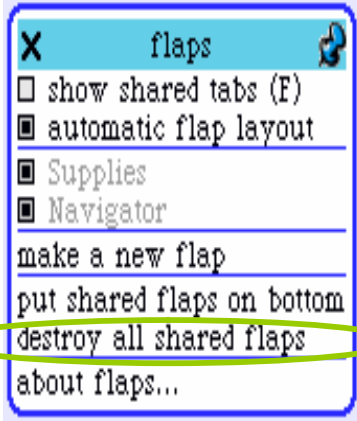 X flaps
show shared tabs (F)
automatic flap layout
Supplies
Navigator
make a new flap
put shared flaps on bottom
destroy all shared flaps
about flaps...